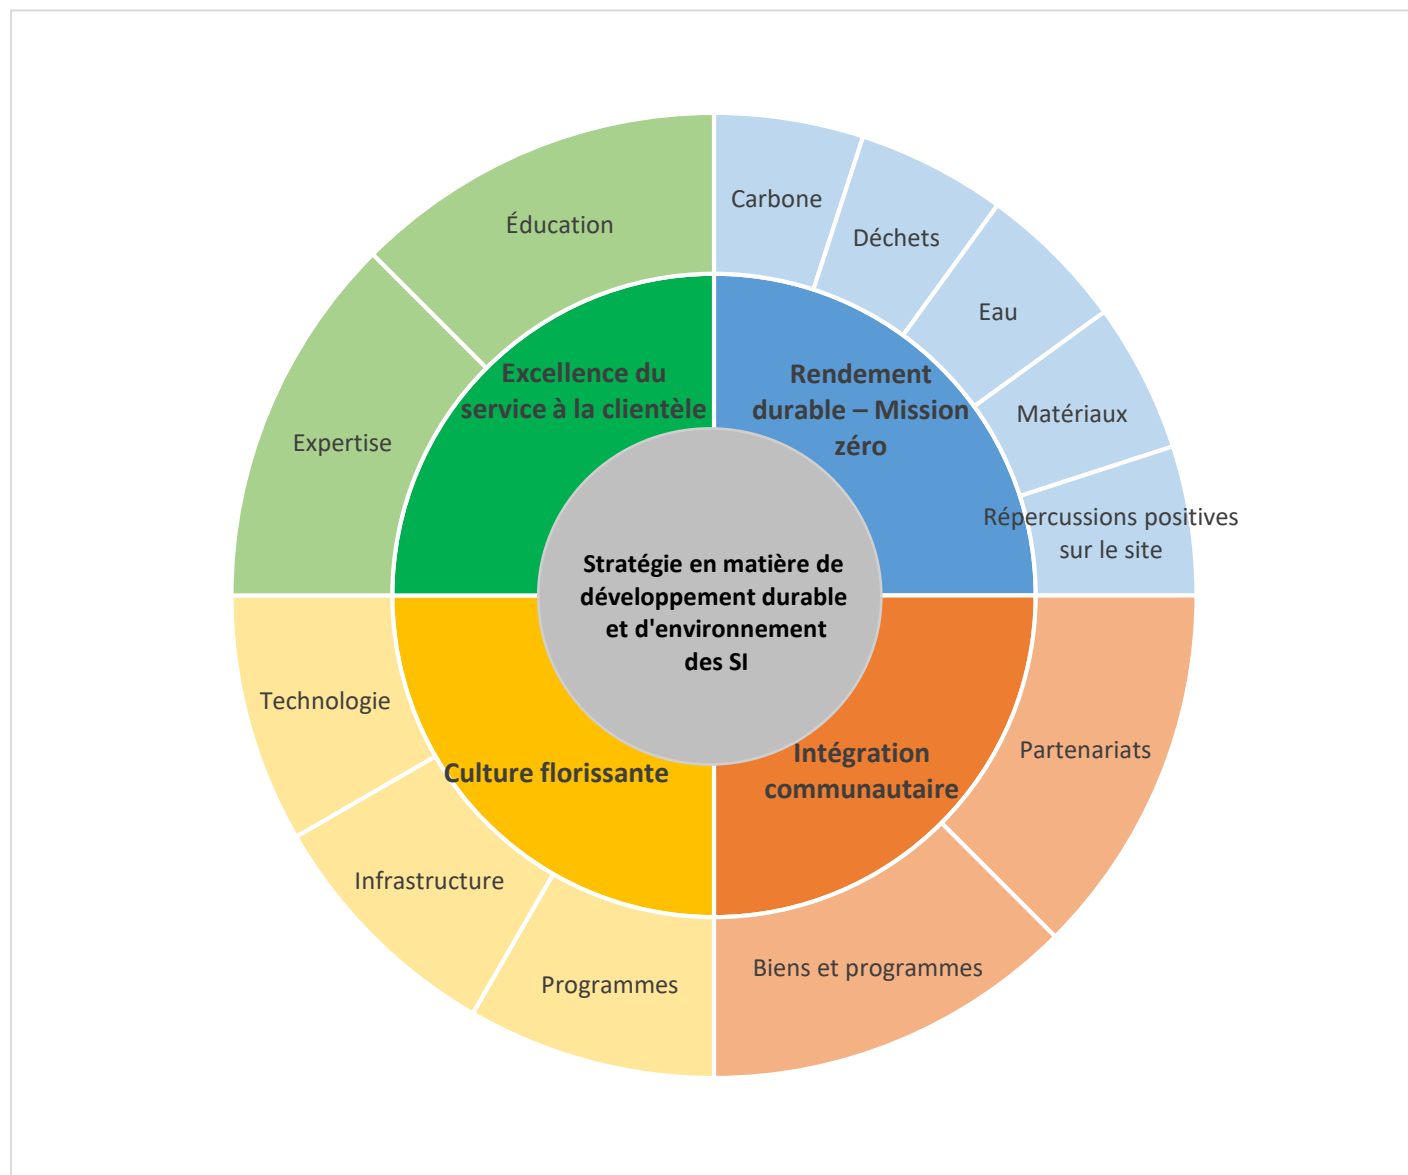 Carbone
Déchets
Eau
Matériaux
Répercussions positives
sur le site
Rendement
durable – Mission
zéro
Partenariats
Biens et programmes
Intégration
communautaire
Programmes
Infrastructure
Technologie
Culture florissante
Expertise
Éducation
Excellence du
service à la clientèle
Stratégie en matière de
développement durable
et d'environnement
des SI